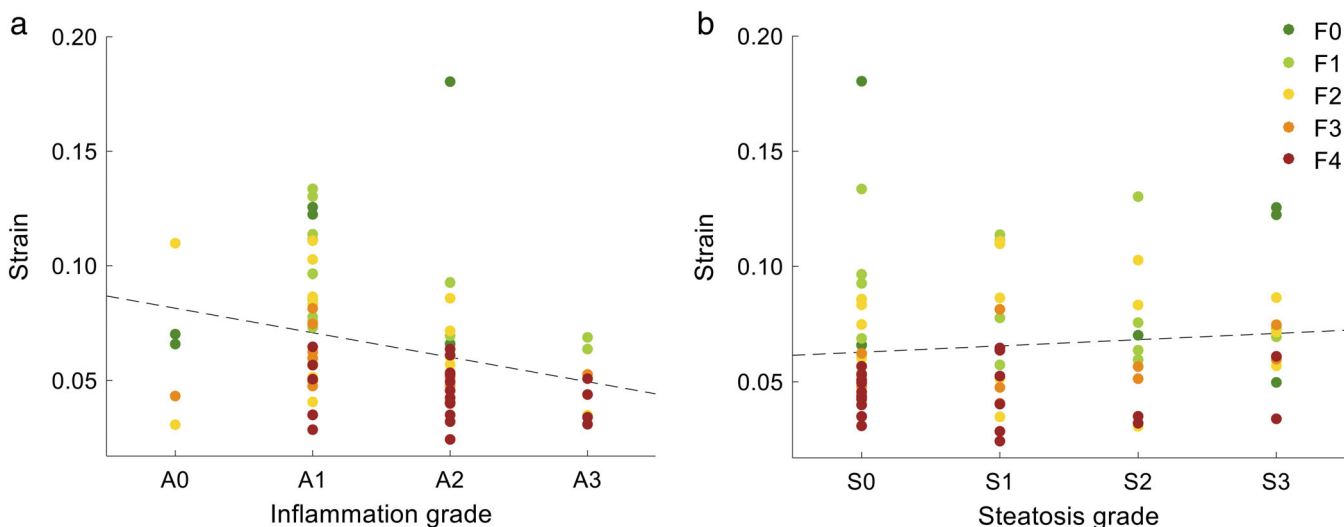 a
0.20
0.15
0.10
0.05
Strain
A0 A1 A2 A3
Inflammation grade
b
0.20
0.15
0.10
0.05
Strain
S0 S1 S2 S3
Steatosis grade
F0
F1
F2
F3
F4